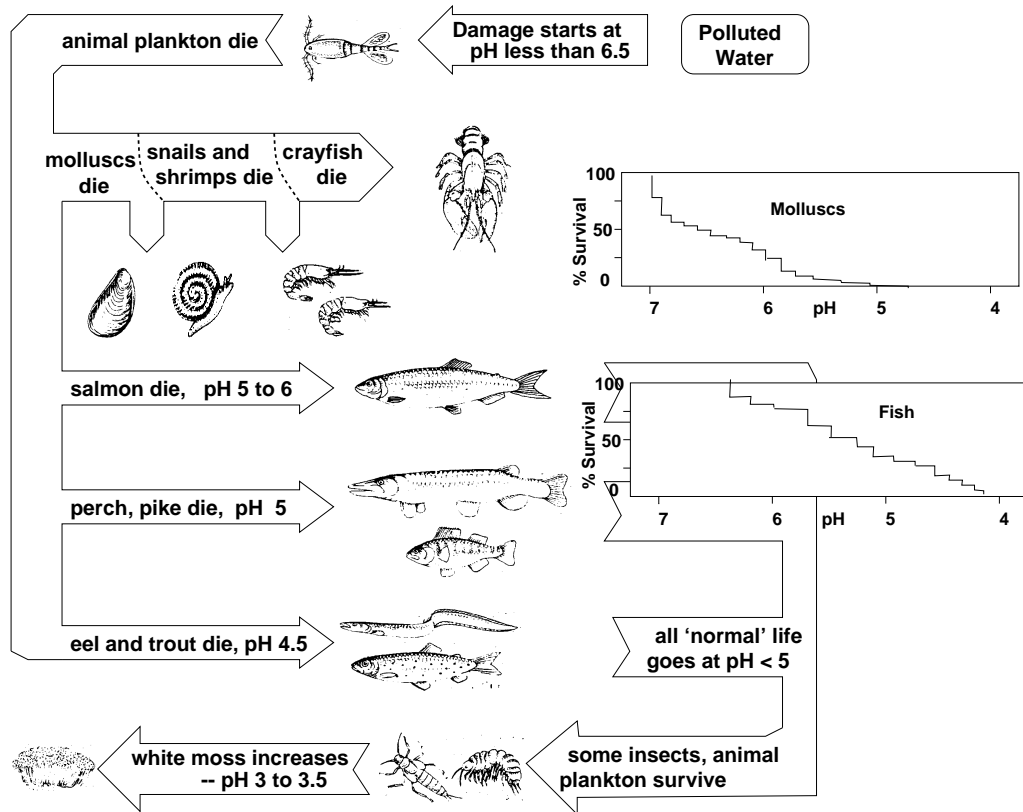 animal plankton die
Damage starts at
pH less than 6.5
Polluted
Water
molluscs
die
snails and
shrimps die
crayfish
die
100
50
0
% Survival
Molluscs
7
6
pH
5
4
salmon die, pH 5 to 6
100
50
0
% Survival
Fish
7
6
pH
5
4
perch, pike die, pH 5
eel and trout die, pH 4.5
all ‘normal’ life
goes at pH < 5
some insects, animal
plankton survive
white moss increases
-- pH 3 to 3.5